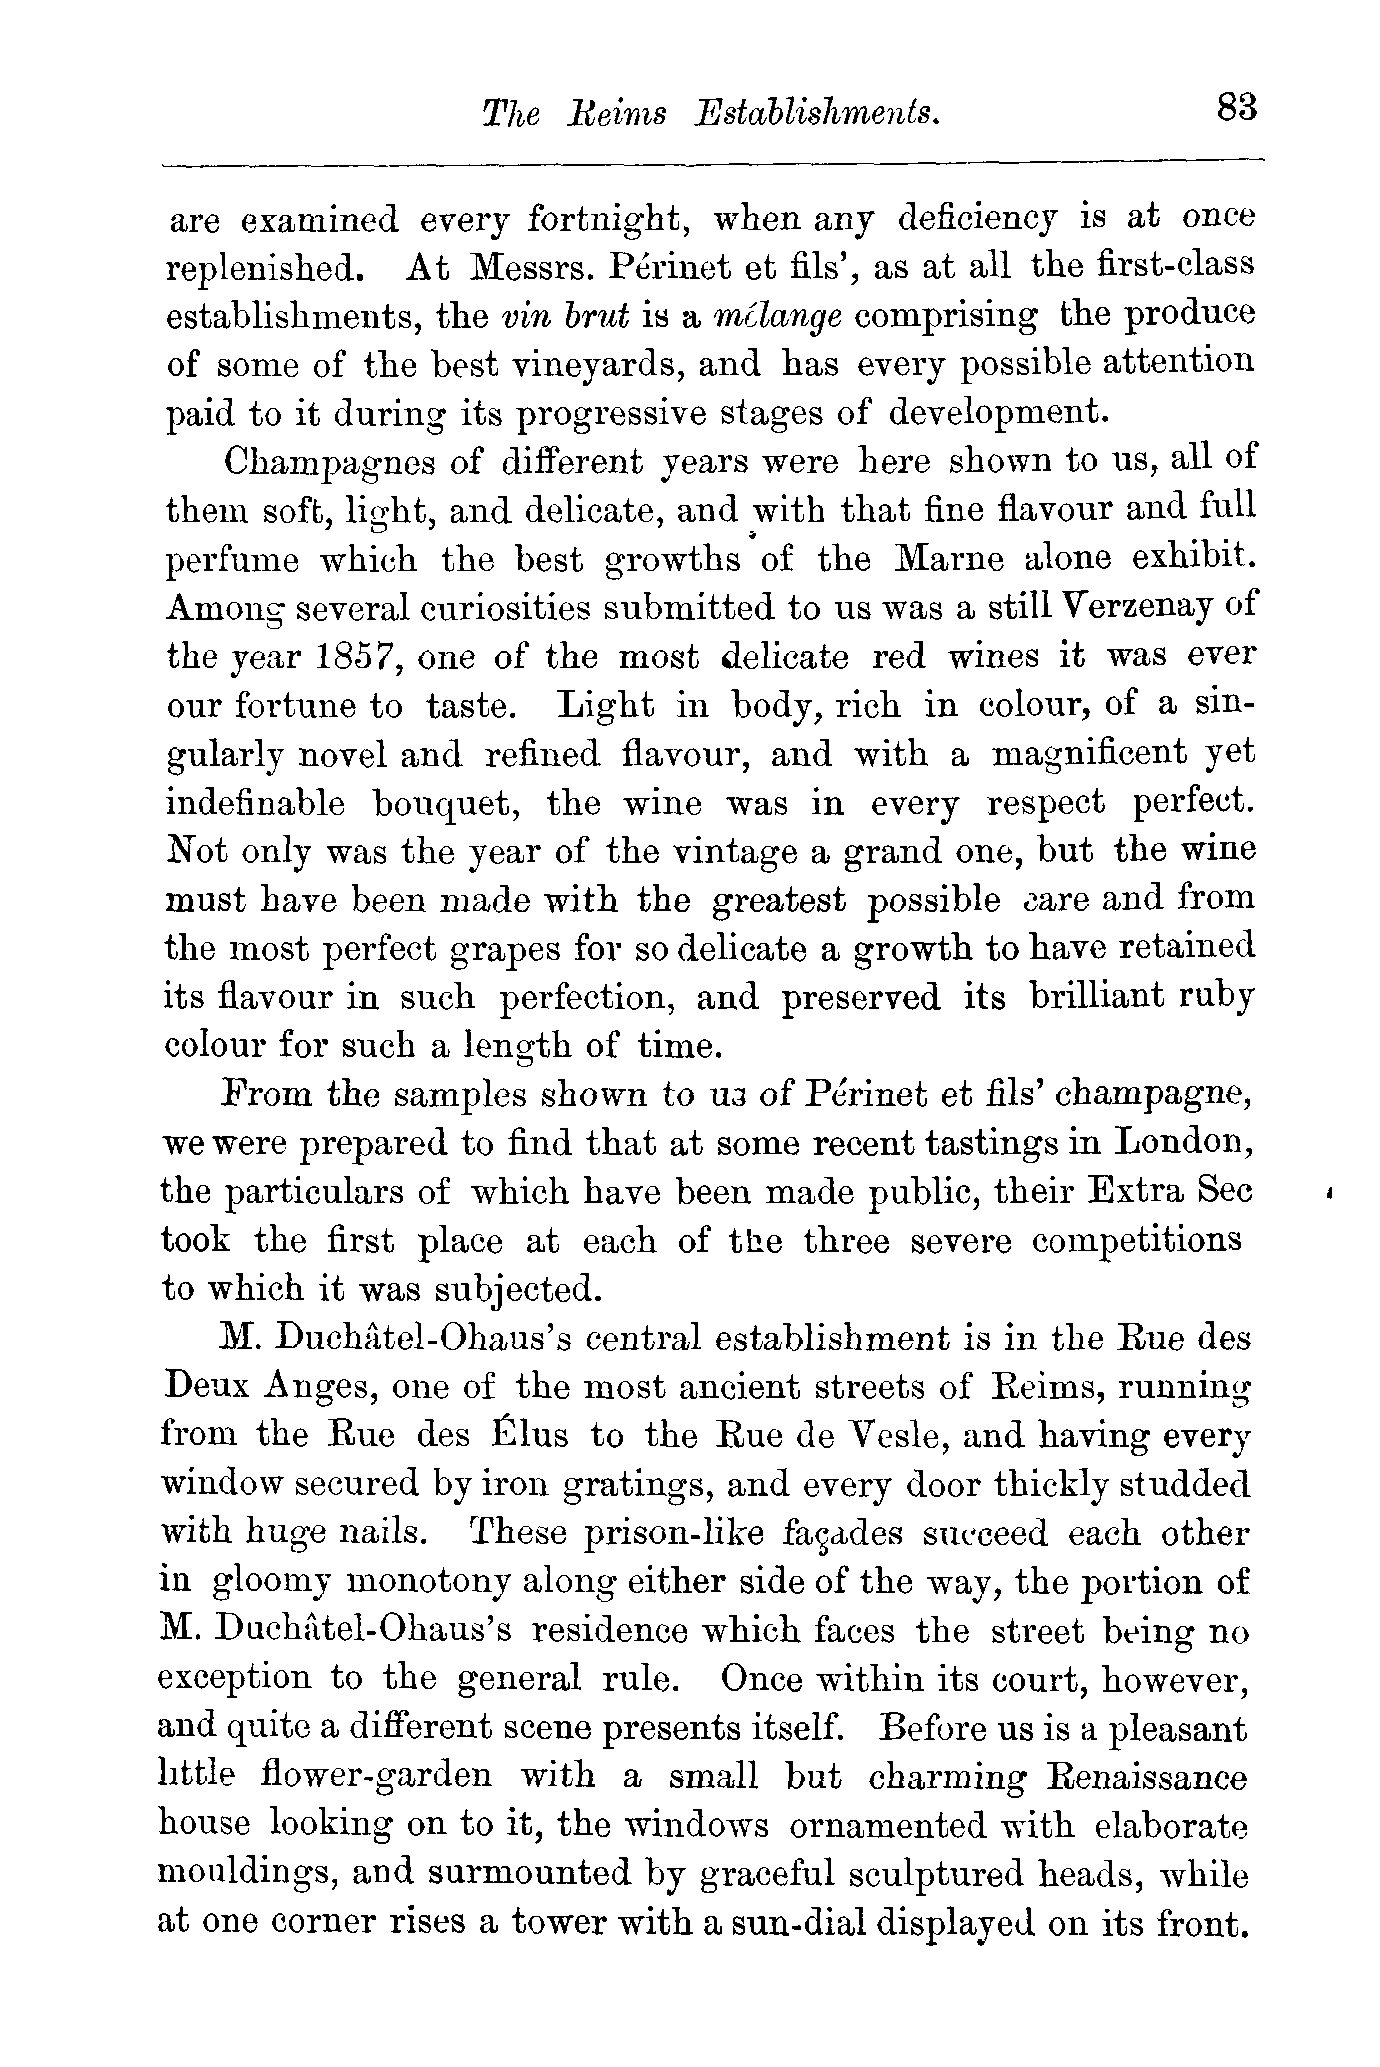 The Reims Establishments. 83
are examined every fortnight, when any deficiency is at once
replenished. At Messrs. Périnet et fils', as at all the first-class
establishments, the vin brut is a mélange comprising the produce
of some of the best vineyards, and has every possible attention
paid to it during its progressive stages of development.
Champagnes of different years were here shown to us, all of
them soft, light, and delicate, and with that fine flavour and full
perfume which the best growths of the Marne alone exhibit.
Among several curiosities submitted to us was a still Verzenay of
the year 1857, one of the most delicate red wines it was ever
our fortune to taste. Light in body, rich in colour, of a sin-
gularly novel and refined flavour, and with a magnificent yet
indefinable bouquet, the wine was in every respect perfect.
Not only was the year of the vintage a grand one, but the wine
must have been made with the greatest possible care and from
the most perfect grapes for so delicate a growth to have retained
its flavour in such perfection, and preserved its brilliant ruby
colour for such a length of time.
From the samples shown to us of Périnet et fils' champagne,
we were prepared to find that at some recent tastings in London,
the particulars of which have been made public, their Extra Sec
took the first place at each of the three severe competitions
to which it was subjected.
M. Duchâtel-Ohaus's central establishment is in the Rue des
Deux Anges, one of the most ancient streets of Reims, running
from the Rue des Élus to the Rue de Vesle, and having every
window secured by iron gratings, and every door thickly studded
with huge nails. These prison-like façades succeed each other
in gloomy monotony along either side of the way, the portion of
M. Duchâtel-Ohaus's residence which faces the street being no
exception to the general rule. Once within its court, however,
and quite a different scene presents itself. Before us is a pleasant
little flower-garden with a small but charming Renaissance
house looking on to it, the windows ornamented with elaborate
mouldings, and surmounted by graceful sculptured heads, while
at one corner rises a tower with a sun-dial displayed on its front.